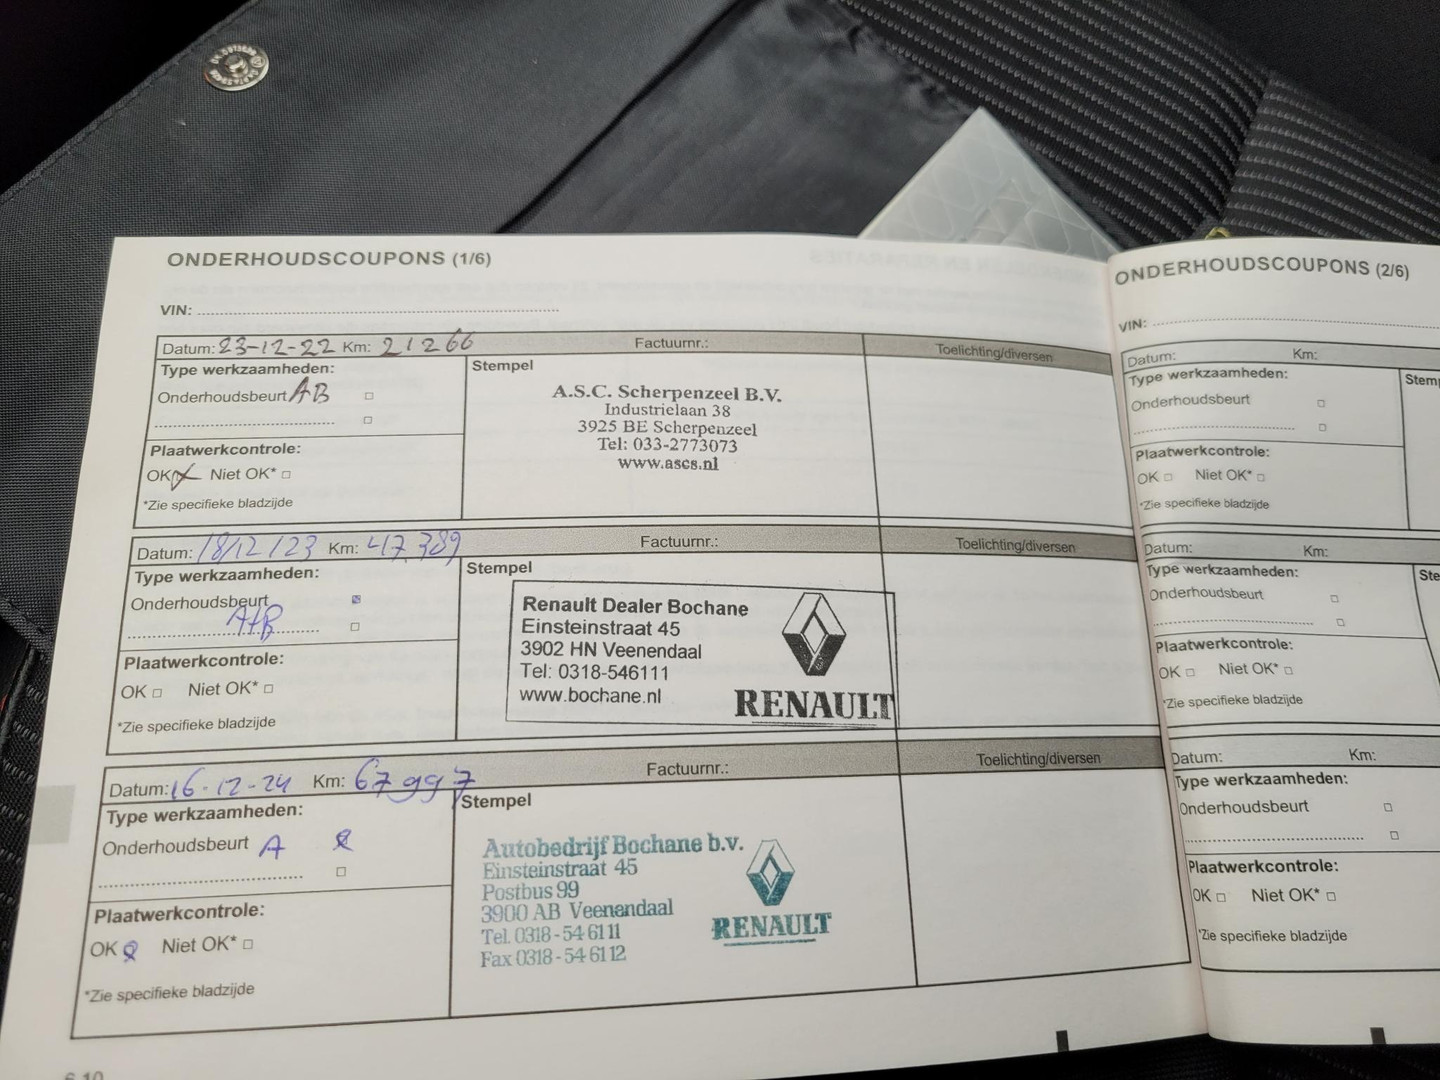 ONDERHOUDSCOUPONS (1/6)
VIN:
Datum: 23-12-22 Km: 21266 Factuurnr.: Toelichting/diversen
Type werkzaamheden:
Onderhoudsbeurt AB
Plaatwerkcontrole:
OK Niet OK*
*Zie specifieke bladzijde
Stempel
A.S.C. Scherpenzeel B.V.
Industrielaan 38
3925 BE Scherpenzeel
Tel: 033-2773073
www.ascs.nl
Datum: 18/12/23 Km: 47389 Factuurnr.: Toelichting/diversen
Type werkzaamheden:
Onderhoudsbeurt
A+B
Plaatwerkcontrole:
OK Niet OK*
*Zie specifieke bladzijde
Stempel
Renault Dealer Bochane
Einsteinstraat 45
3902 HN Veenendaal
Tel: 0318-546111
www.bochane.nl
RENAULT
Datum: 16-12-24 Km: 67997 Factuurnr.: Toelichting/diversen
Type werkzaamheden:
Onderhoudsbeurt A
Plaatwerkcontrole:
OK Niet OK*
*Zie specifieke bladzijde
Stempel
Autobedrijf Bochane b.v.
Einsteinstraat 45
Postbus 99
3900 AB Veenendaal
Tel. 0318-546111
Fax 0318-546112
RENAULT
ONDERHOUDSCOUPONS (2/6)
VIN:
Datum: Km:
Type werkzaamheden:
Onderhoudsbeurt
Plaatwerkcontrole:
OK Niet OK*
*Zie specifieke bladzijde
Datum: Km:
Type werkzaamheden:
Onderhoudsbeurt
Plaatwerkcontrole:
OK Niet OK*
*Zie specifieke bladzijde
Datum: Km:
Type werkzaamheden:
Onderhoudsbeurt
Plaatwerkcontrole:
OK Niet OK*
*Zie specifieke bladzijde